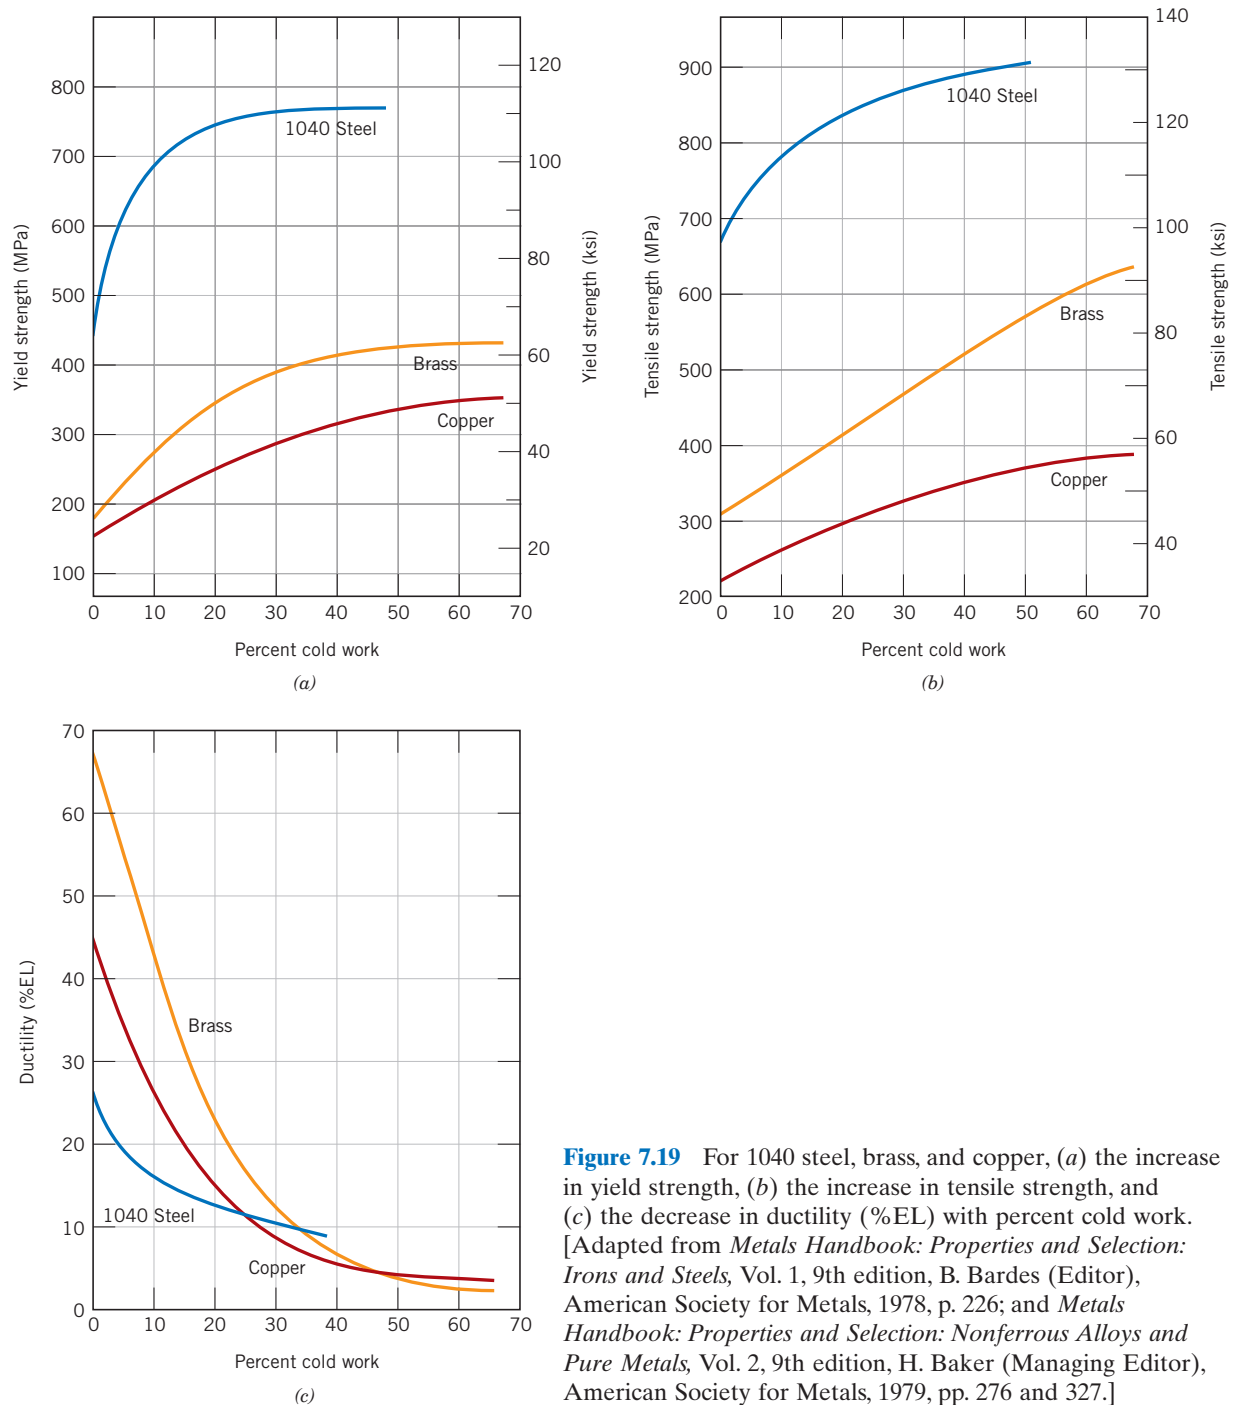 800
700
600
500
400
300
200
100
Yield strength (MPa)
120
100
80
60
40
20
Yield strength (ksi)
1040 Steel
Brass
Copper
0 10 20 30 40 50 60 70
Percent cold work
(a)
900
800
700
600
500
400
300
200
Tensile strength (MPa)
140
120
100
80
60
40
Tensile strength (ksi)
1040 Steel
Brass
Copper
0 10 20 30 40 50 60 70
Percent cold work
(b)
70
60
50
40
30
20
10
0
Ductility (%EL)
Brass
1040 Steel
Copper
0 10 20 30 40 50 60 70
Percent cold work
(c)
Figure 7.19 For 1040 steel, brass, and copper, (a) the increase
in yield strength, (b) the increase in tensile strength, and
(c) the decrease in ductility (%EL) with percent cold work.
[Adapted from Metals Handbook: Properties and Selection:
Irons and Steels, Vol. 1, 9th edition, B. Bardes (Editor),
American Society for Metals, 1978, p. 226; and Metals
Handbook: Properties and Selection: Nonferrous Alloys and
Pure Metals, Vol. 2, 9th edition, H. Baker (Managing Editor),
American Society for Metals, 1979, pp. 276 and 327.]